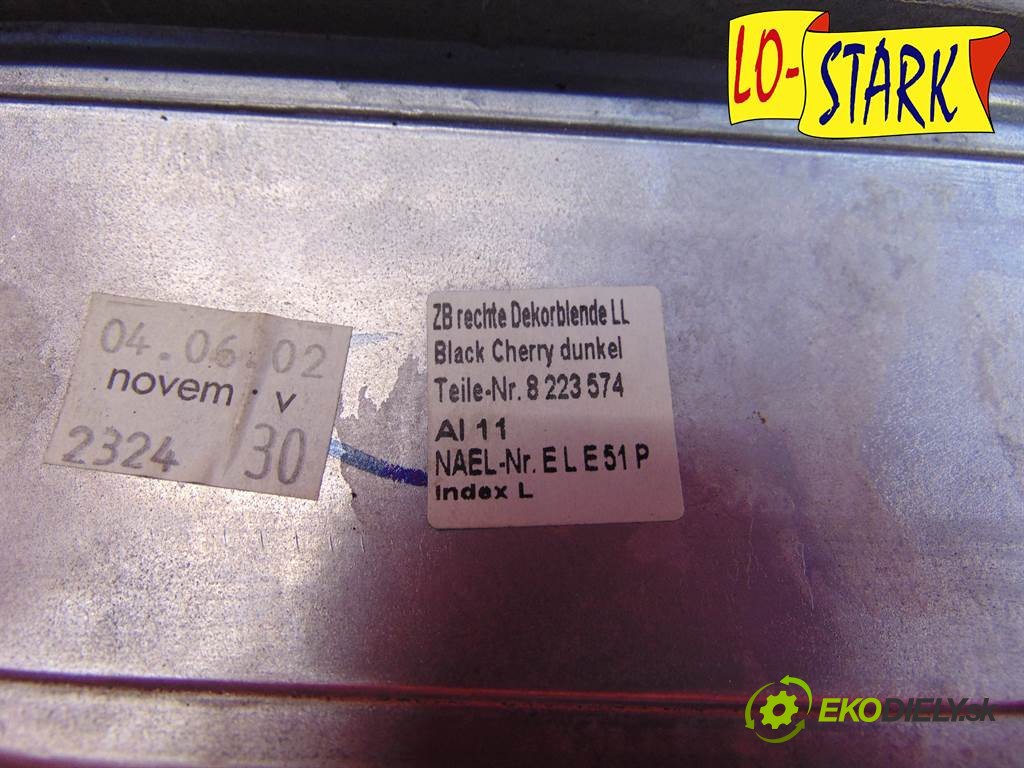 LO-
STARK
04.06.02
novem v
2324 30
ZB rechte Dekorblende LL
Black Cherry dunkel
Teile-Nr. 8 223 574
AI 11
NAEL-Nr. E L E 51 P
Index L
EKODIELY.sk